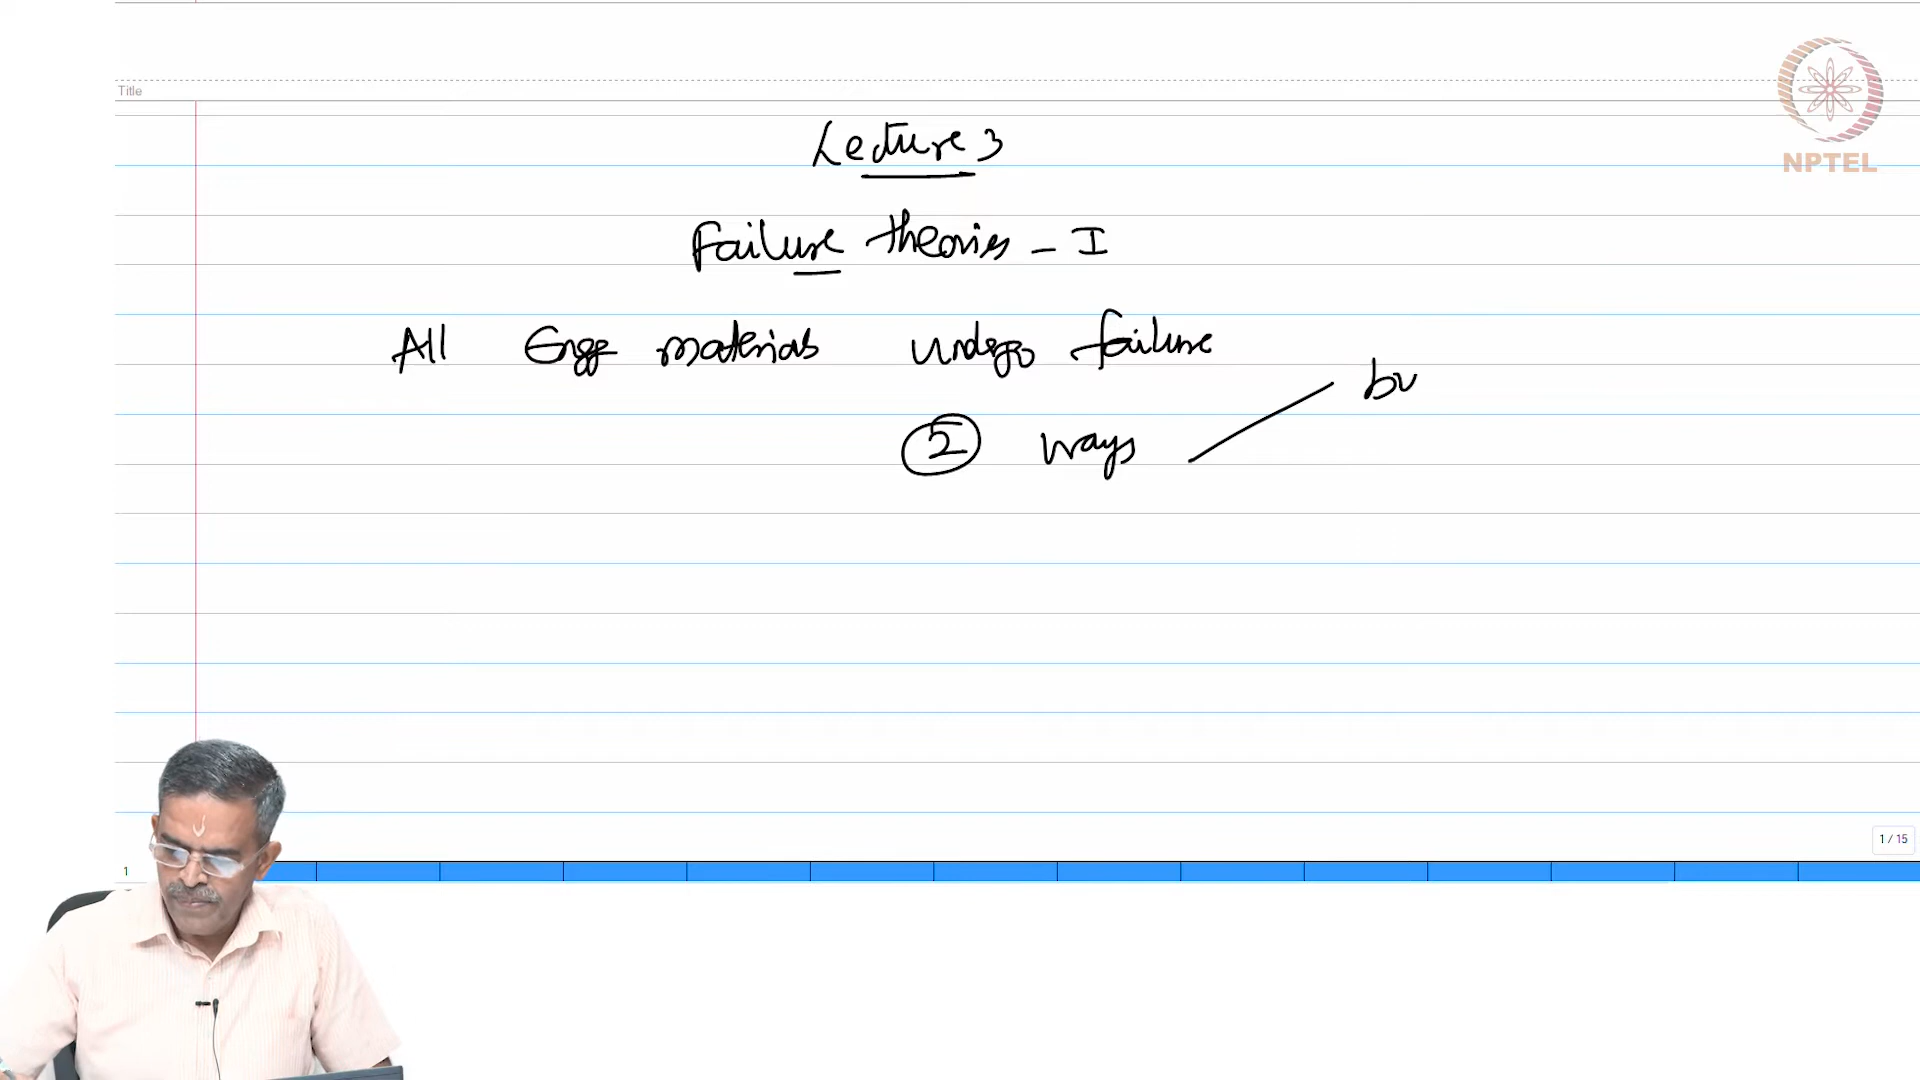 Title
NPTEL
Lecture 3
Failure theories - I
All Engg materials undergo failure
2 ways
br
1 / 15
1